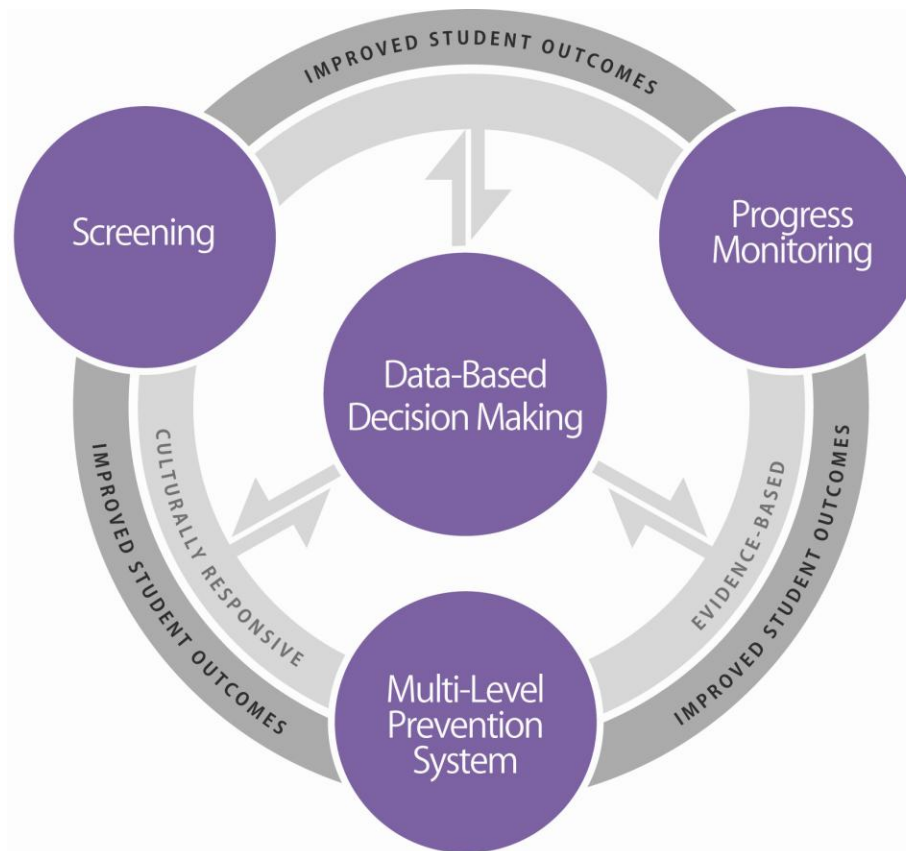 IMPROVED STUDENT OUTCOMES
Screening
Progress
Monitoring
Data-Based
Decision Making
IMPROVED STUDENT OUTCOMES
CULTURALLY RESPONSIVE
EVIDENCE-BASED
IMPROVED STUDENT OUTCOMES
Multi-Level
Prevention
System